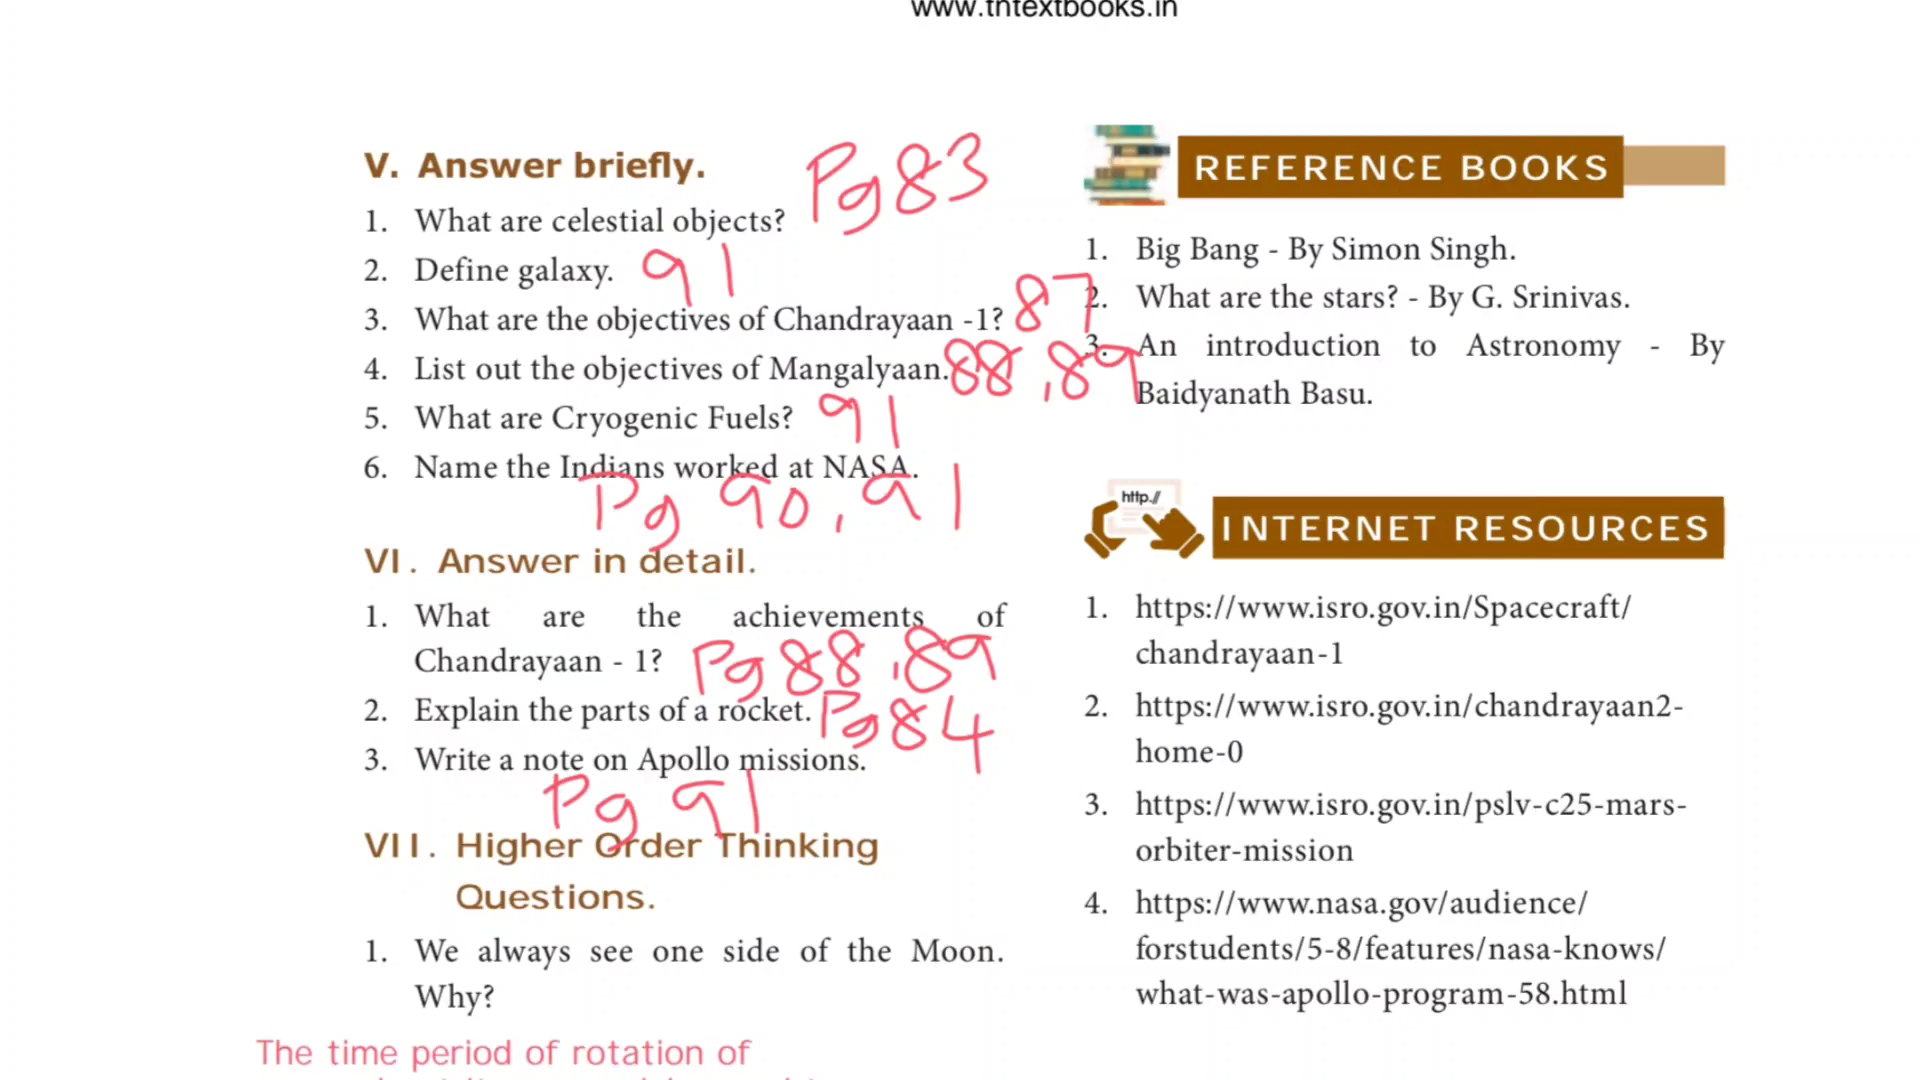 www.tntextbooks.in
V. Answer briefly.
Pg 83
1. What are celestial objects?
2. Define galaxy. 91
3. What are the objectives of Chandrayaan -1? 87
4. List out the objectives of Mangalyaan. 88, 89
5. What are Cryogenic Fuels? 91
6. Name the Indians worked at NASA.
Pg 90, 91
VI. Answer in detail.
1. What are the achievements of
Chandrayaan - 1? Pg 88, 89
2. Explain the parts of a rocket. Pg 84
3. Write a note on Apollo missions.
Pg 91
VII. Higher Order Thinking
Questions.
1. We always see one side of the Moon.
Why?
The time period of rotation of
REFERENCE BOOKS
1. Big Bang - By Simon Singh.
2. What are the stars? - By G. Srinivas.
3. An introduction to Astronomy - By
Baidyanath Basu.
http://
INTERNET RESOURCES
1. https://www.isro.gov.in/Spacecraft/
chandrayaan-1
2. https://www.isro.gov.in/chandrayaan2-
home-0
3. https://www.isro.gov.in/pslv-c25-mars-
orbiter-mission
4. https://www.nasa.gov/audience/
forstudents/5-8/features/nasa-knows/
what-was-apollo-program-58.html